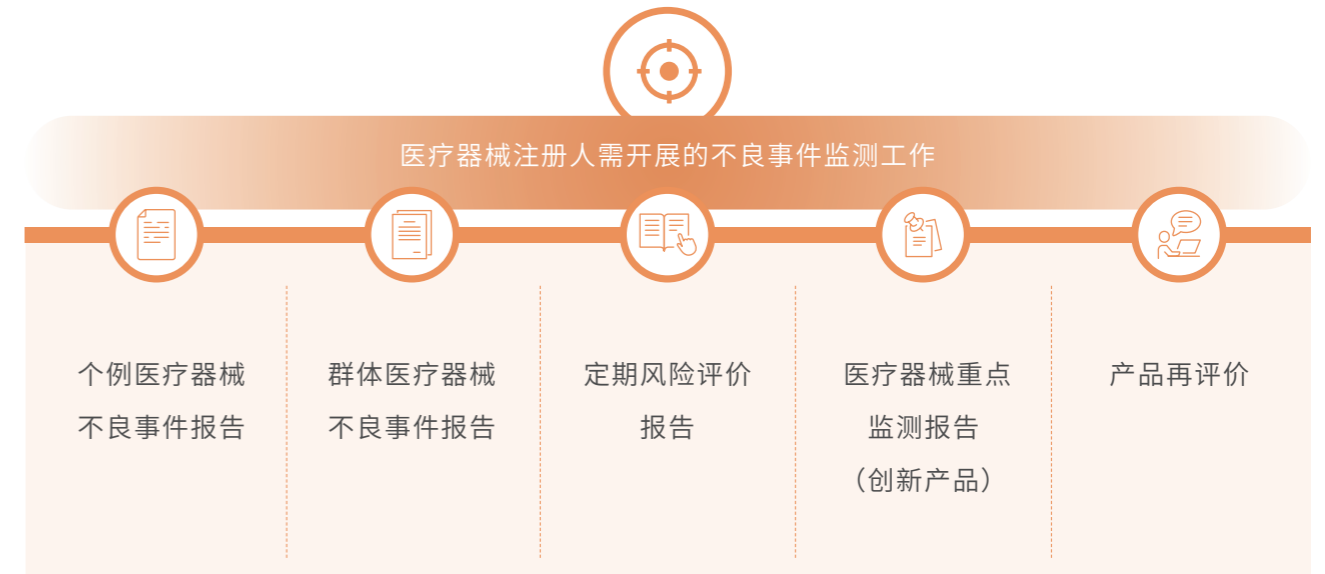 医疗器械注册人需开展的不良事件监测工作
个例医疗器械
不良事件报告
群体医疗器械
不良事件报告
定期风险评价
报告
医疗器械重点
监测报告
（创新产品）
产品再评价